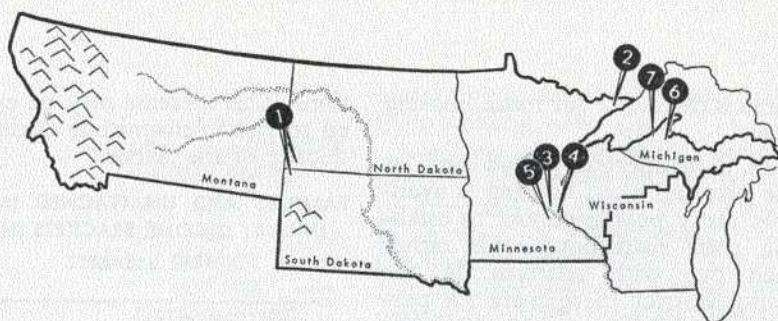 2
7
6
1
5
3
4
Michigan
North Dakota
Montana
Wisconsin
Minnesota
South Dakota